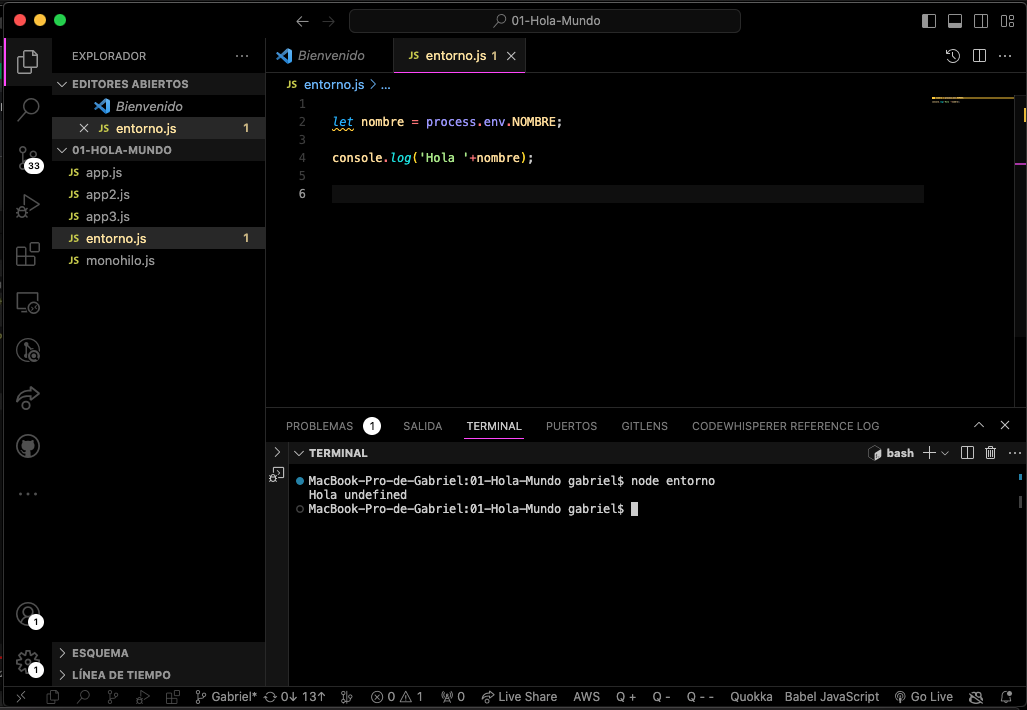 01-Hola-Mundo
EXPLORADOR
EDITORES ABIERTOS
Bienvenido
JS entorno.js 1
01-HOLA-MUNDO
JS app.js
JS app2.js
JS app3.js
JS entorno.js 1
JS monohilo.js
33
1
1
ESQUEMA
LÍNEA DE TIEMPO
Bienvenido
JS entorno.js 1
JS entorno.js > ...
1
2 let nombre = process.env.NOMBRE;
3
4 console.log('Hola '+nombre);
5
6
PROBLEMAS 1 SALIDA TERMINAL PUERTOS GITLENS CODEWHISPERER REFERENCE LOG
TERMINAL bash
MacBook-Pro-de-Gabriel:01-Hola-Mundo gabriel$ node entorno
Hola undefined
MacBook-Pro-de-Gabriel:01-Hola-Mundo gabriel$
Gabriel* 0↓ 13↑ 0 1 0 Live Share AWS Q + Q - Q - - Quokka Babel JavaScript Go Live